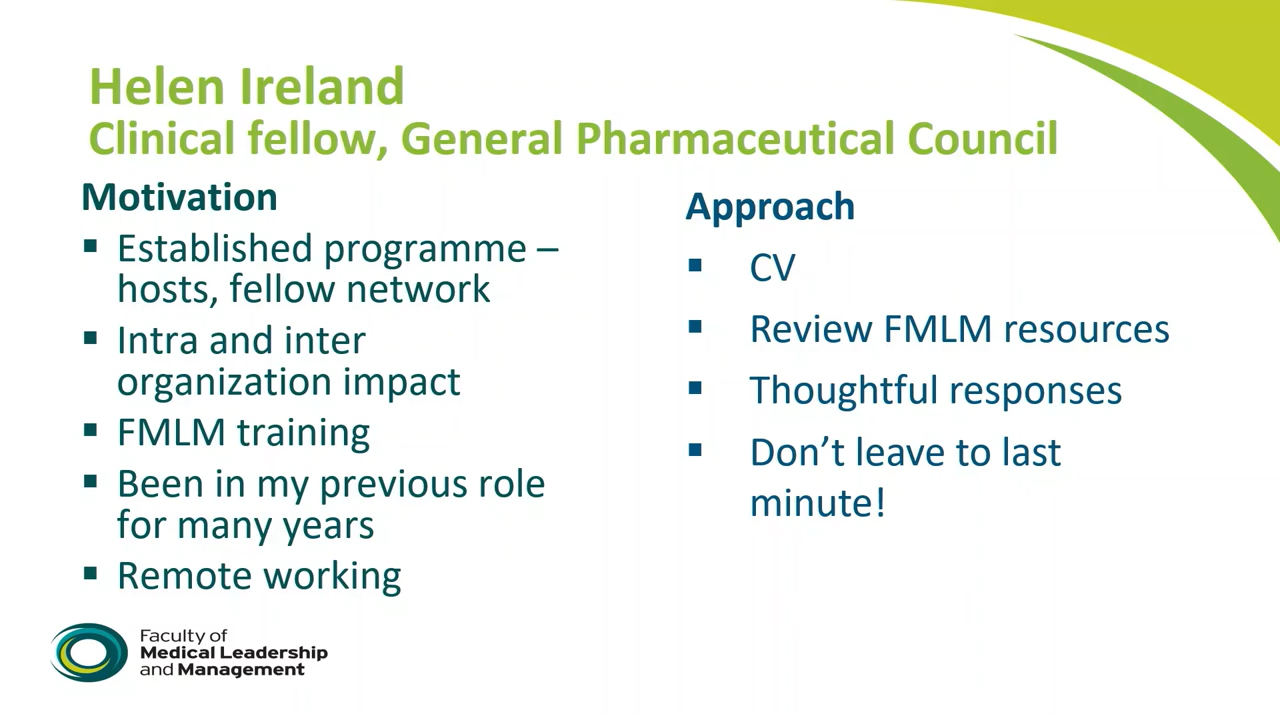 Helen Ireland
Clinical fellow, General Pharmaceutical Council
Motivation
▪ Established programme –
hosts, fellow network
▪ Intra and inter
organization impact
▪ FMLM training
▪ Been in my previous role
for many years
▪ Remote working
Approach
▪ CV
▪ Review FMLM resources
▪ Thoughtful responses
▪ Don’t leave to last
minute!
Faculty of
Medical Leadership
and Management